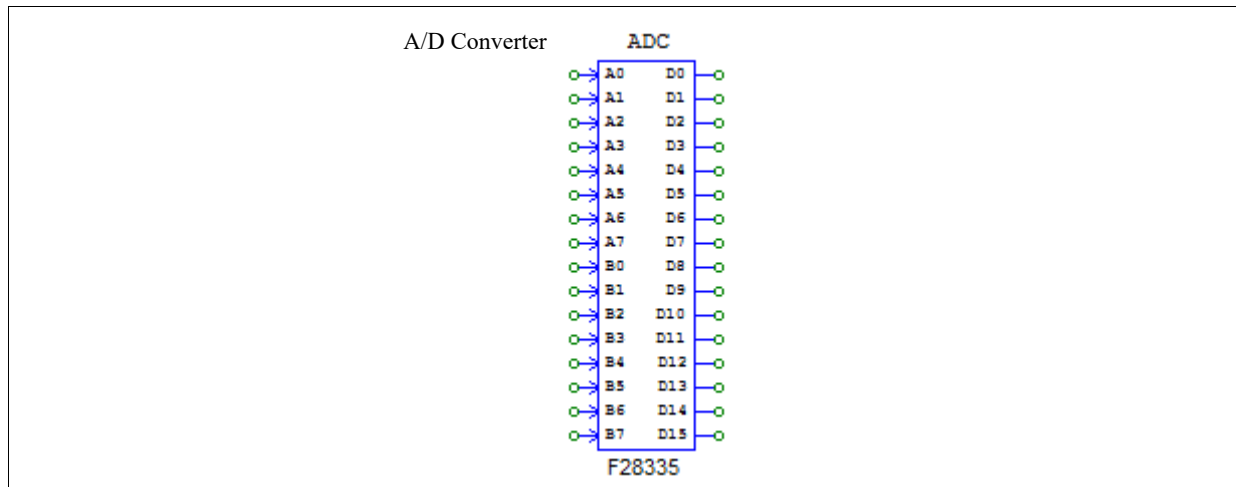 A/D Converter ADC
A0 D0
A1 D1
A2 D2
A3 D3
A4 D4
A5 D5
A6 D6
A7 D7
B0 D8
B1 D9
B2 D10
B3 D11
B4 D12
B5 D13
B6 D14
B7 D15
F28335